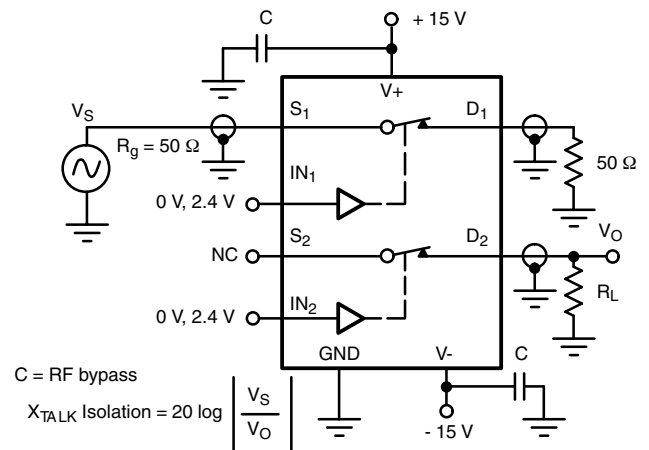 C
+ 15 V
V+
VS
S1
D1
Rg = 50 Ω
IN1
50 Ω
0 V, 2.4 V
S2
D2
VO
NC
RL
IN2
0 V, 2.4 V
GND
V-
C
C = RF bypass
XTALK Isolation = 20 log | VS / VO |
- 15 V